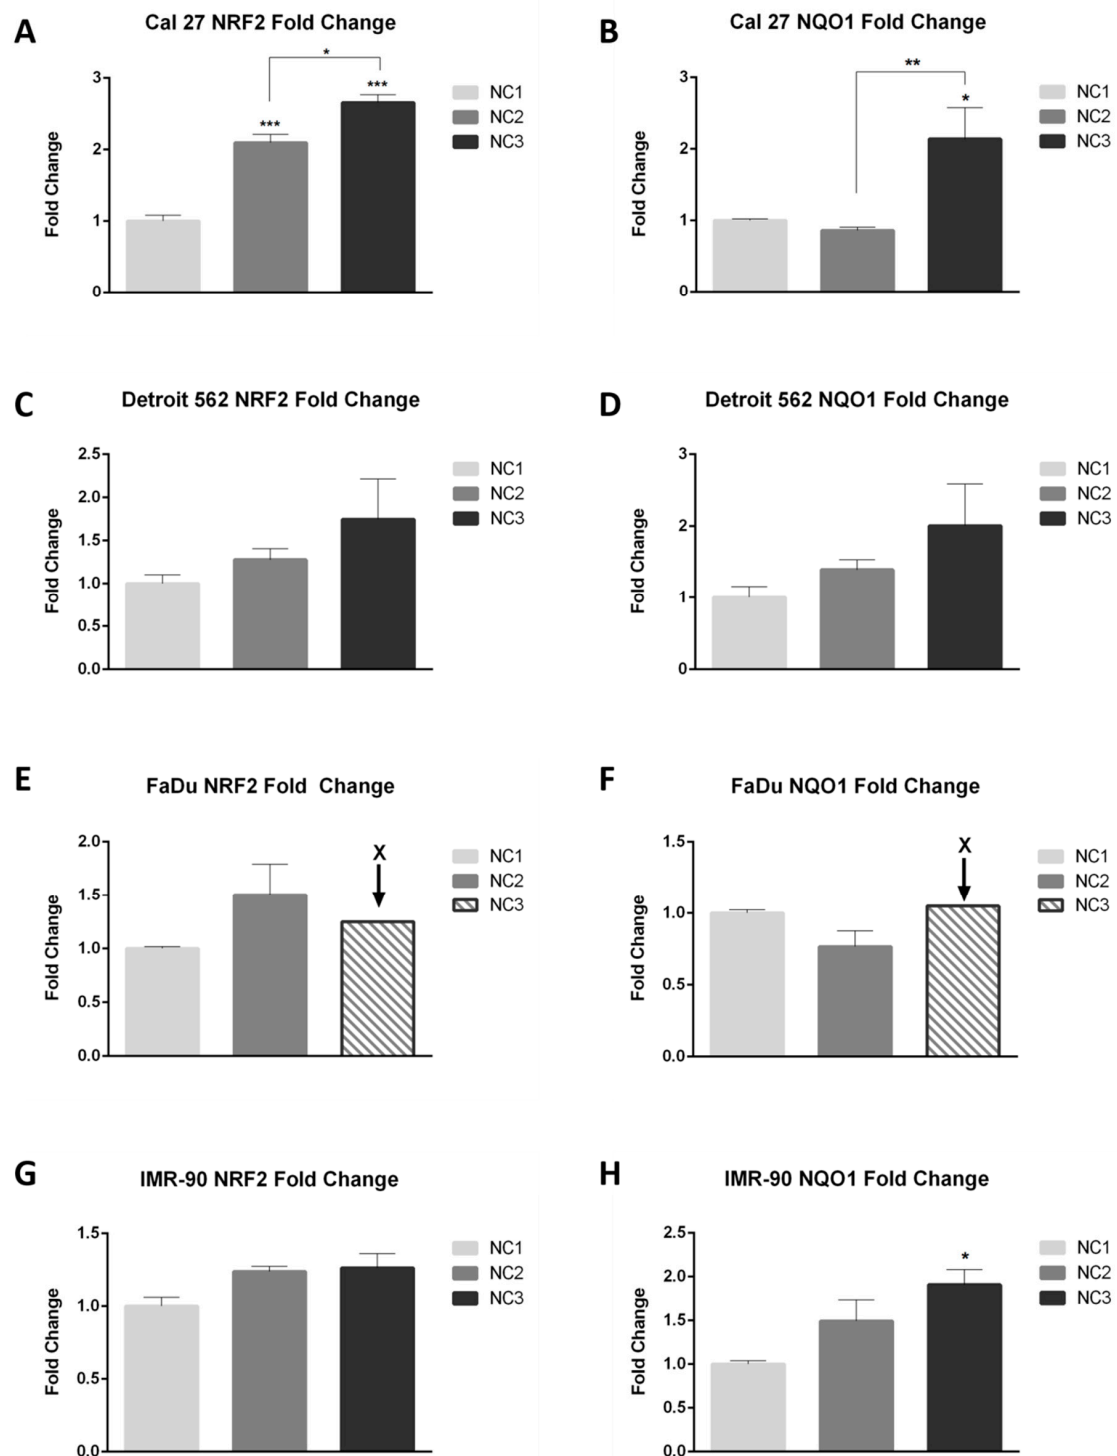 A
Cal 27 NRF2 Fold Change
*
***
***
Fold Change
3
2
1
0
NC1
NC2
NC3
B
Cal 27 NQO1 Fold Change
**
*
Fold Change
3
2
1
0
NC1
NC2
NC3
C
Detroit 562 NRF2 Fold Change
Fold Change
2.5
2.0
1.5
1.0
0.5
0.0
NC1
NC2
NC3
D
Detroit 562 NQO1 Fold Change
Fold Change
3
2
1
0
NC1
NC2
NC3
E
FaDu NRF2 Fold  Change
X
Fold Change
2.0
1.5
1.0
0.5
0.0
NC1
NC2
NC3
F
FaDu NQO1 Fold Change
X
Fold Change
1.5
1.0
0.5
0.0
NC1
NC2
NC3
G
IMR-90 NRF2 Fold Change
Fold Change
1.5
1.0
0.5
0.0
NC1
NC2
NC3
H
IMR-90 NQO1 Fold Change
*
Fold Change
2.5
2.0
1.5
1.0
0.5
0.0
NC1
NC2
NC3